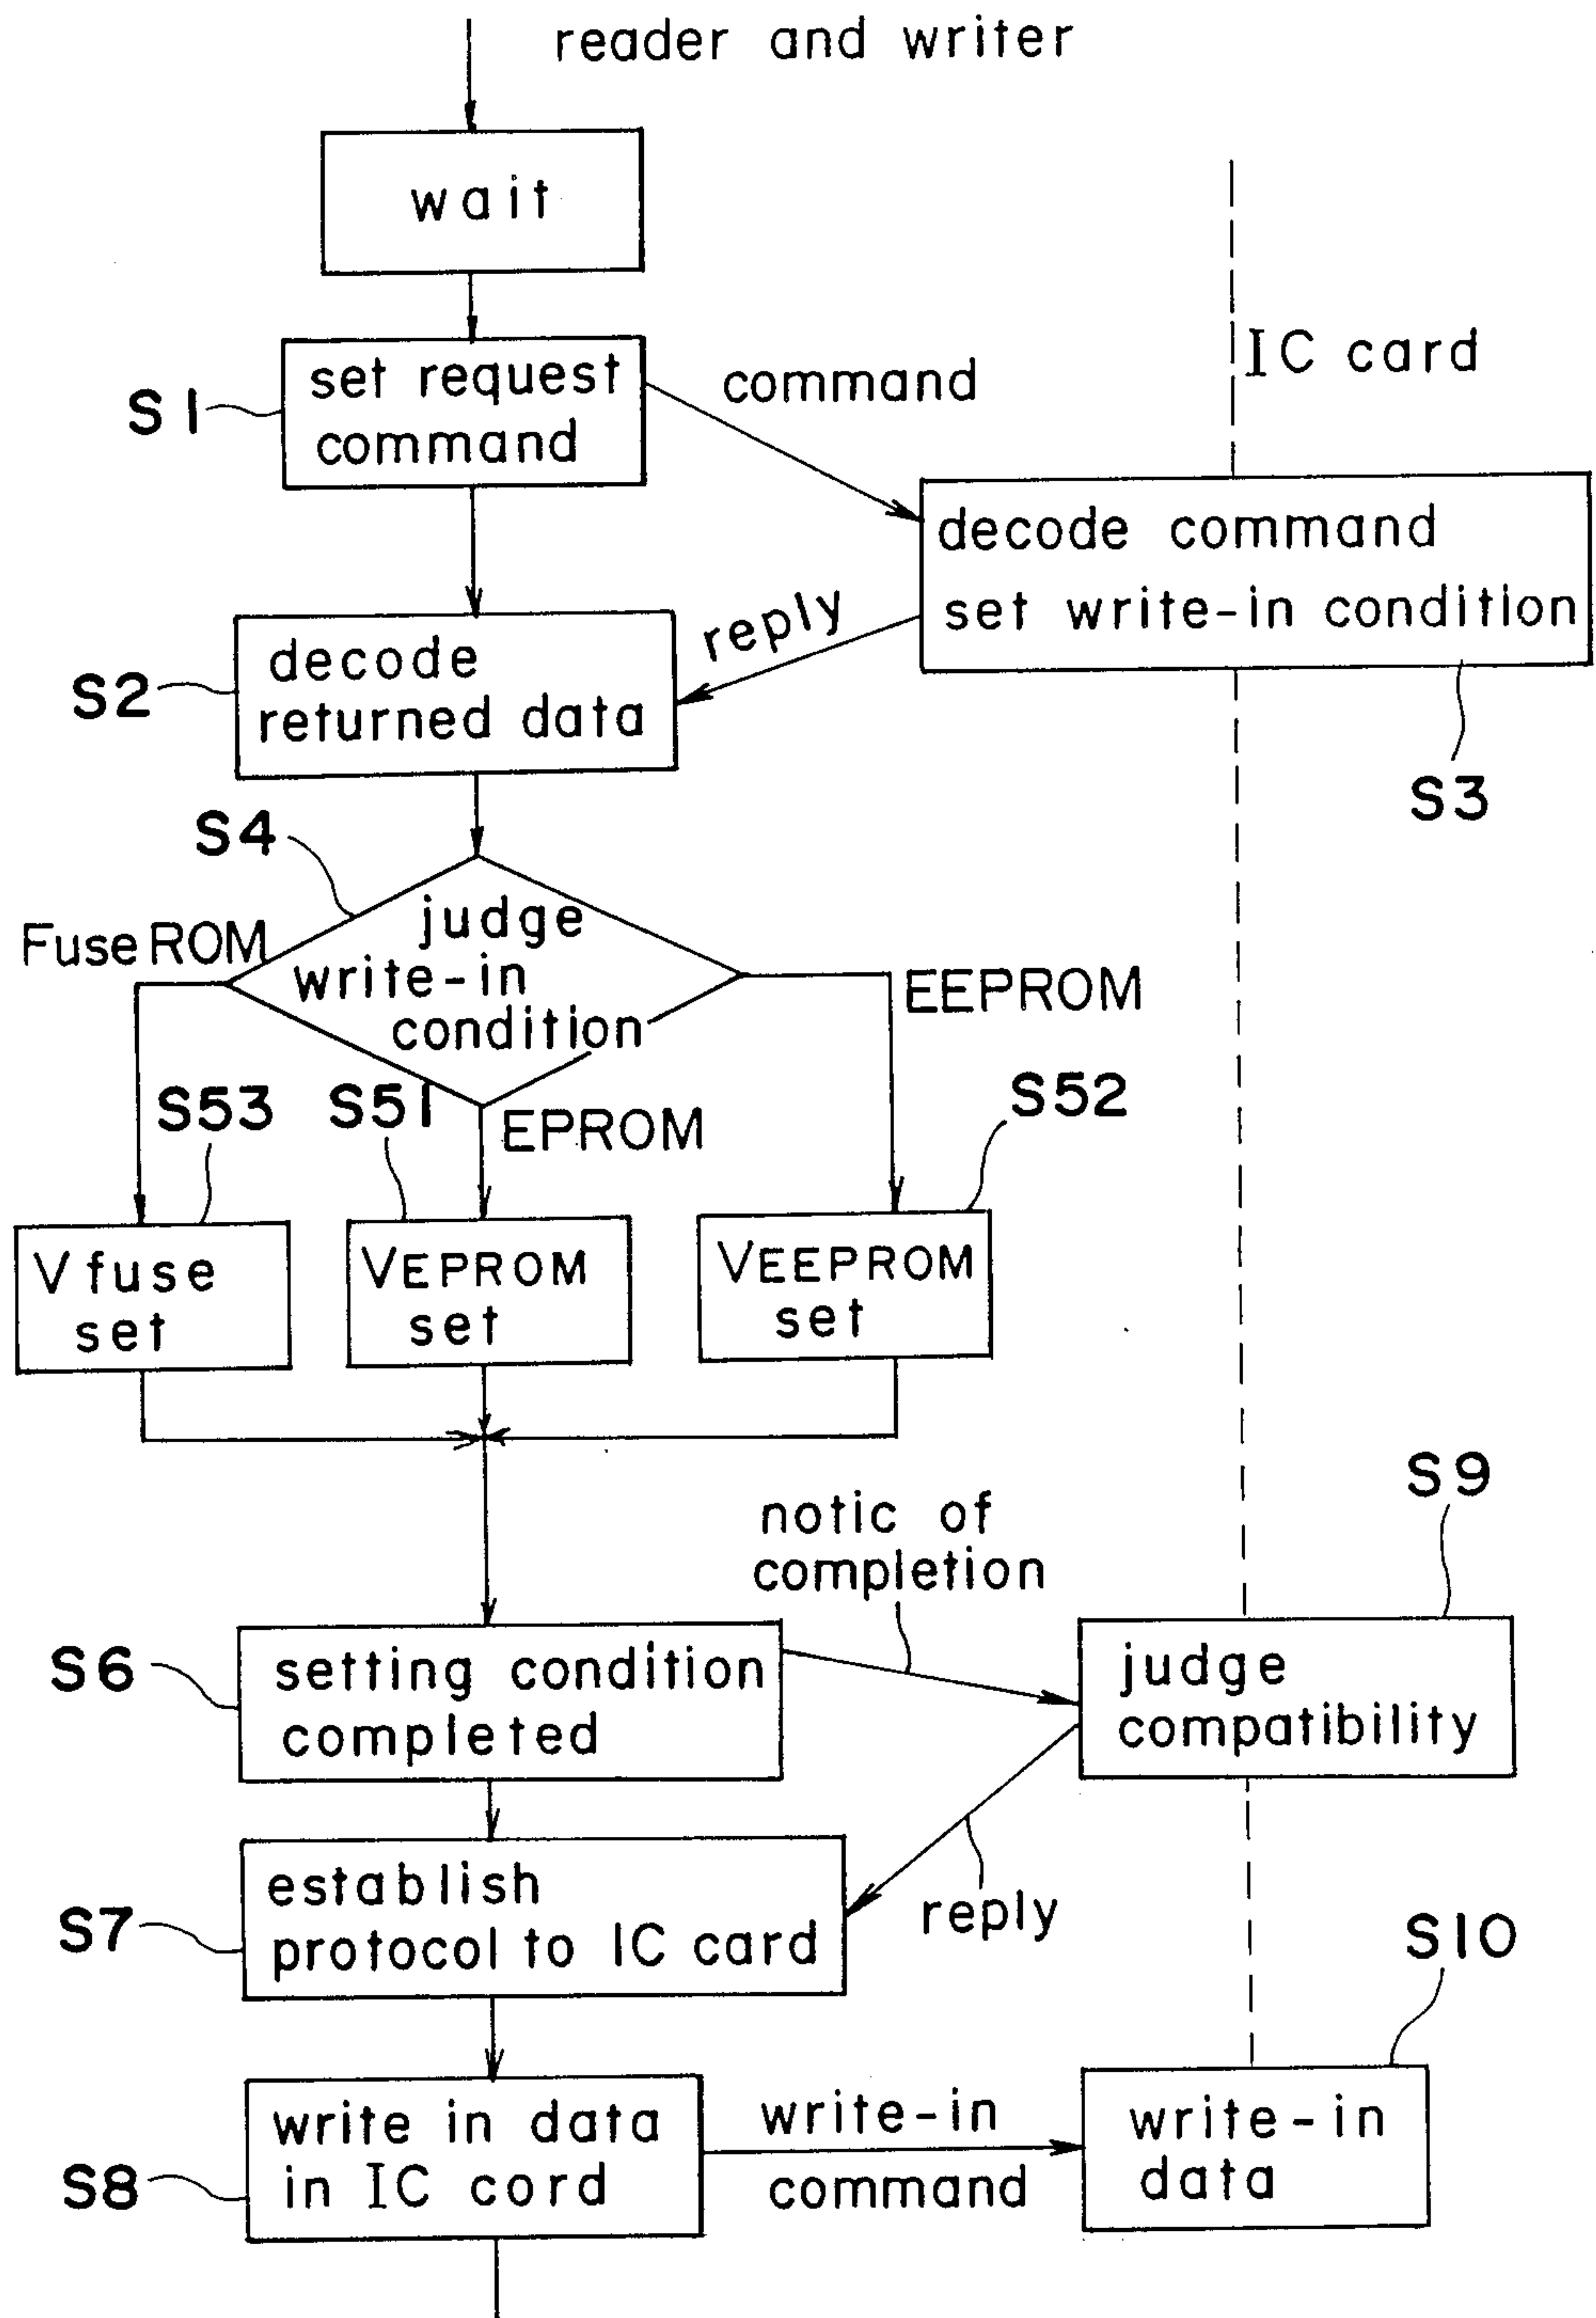 reader and writer
wait
IC card
S1
set request
command
command
decode command
set write-in condition
reply
S2
decode
returned data
S3
S4
judge
write-in
condition
Fuse ROM
EEPROM
S53
S51
EPROM
S52
V fuse
set
VEPROM
set
VEEPROM
set
notic of
completion
S9
S6
setting condition
completed
judge
compatibility
S7
establish
protocol to IC card
reply
S10
S8
write in data
in IC cord
write-in
command
write-in
data